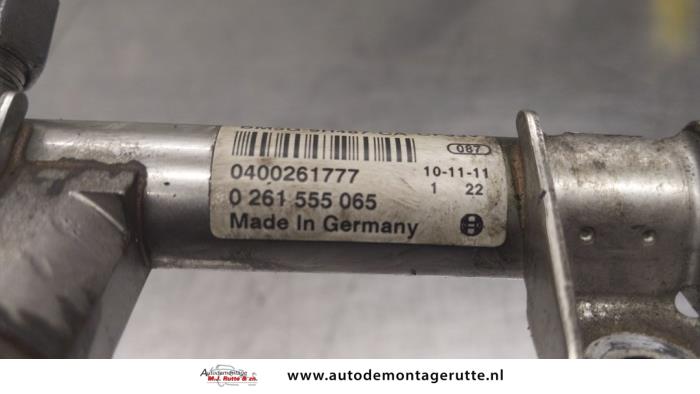 087
0400261777
10-11-11
0 261 555 065
1 22
Made In Germany
Autodemontage
M.J. Rutte & zn.
www.autodemontagerutte.nl